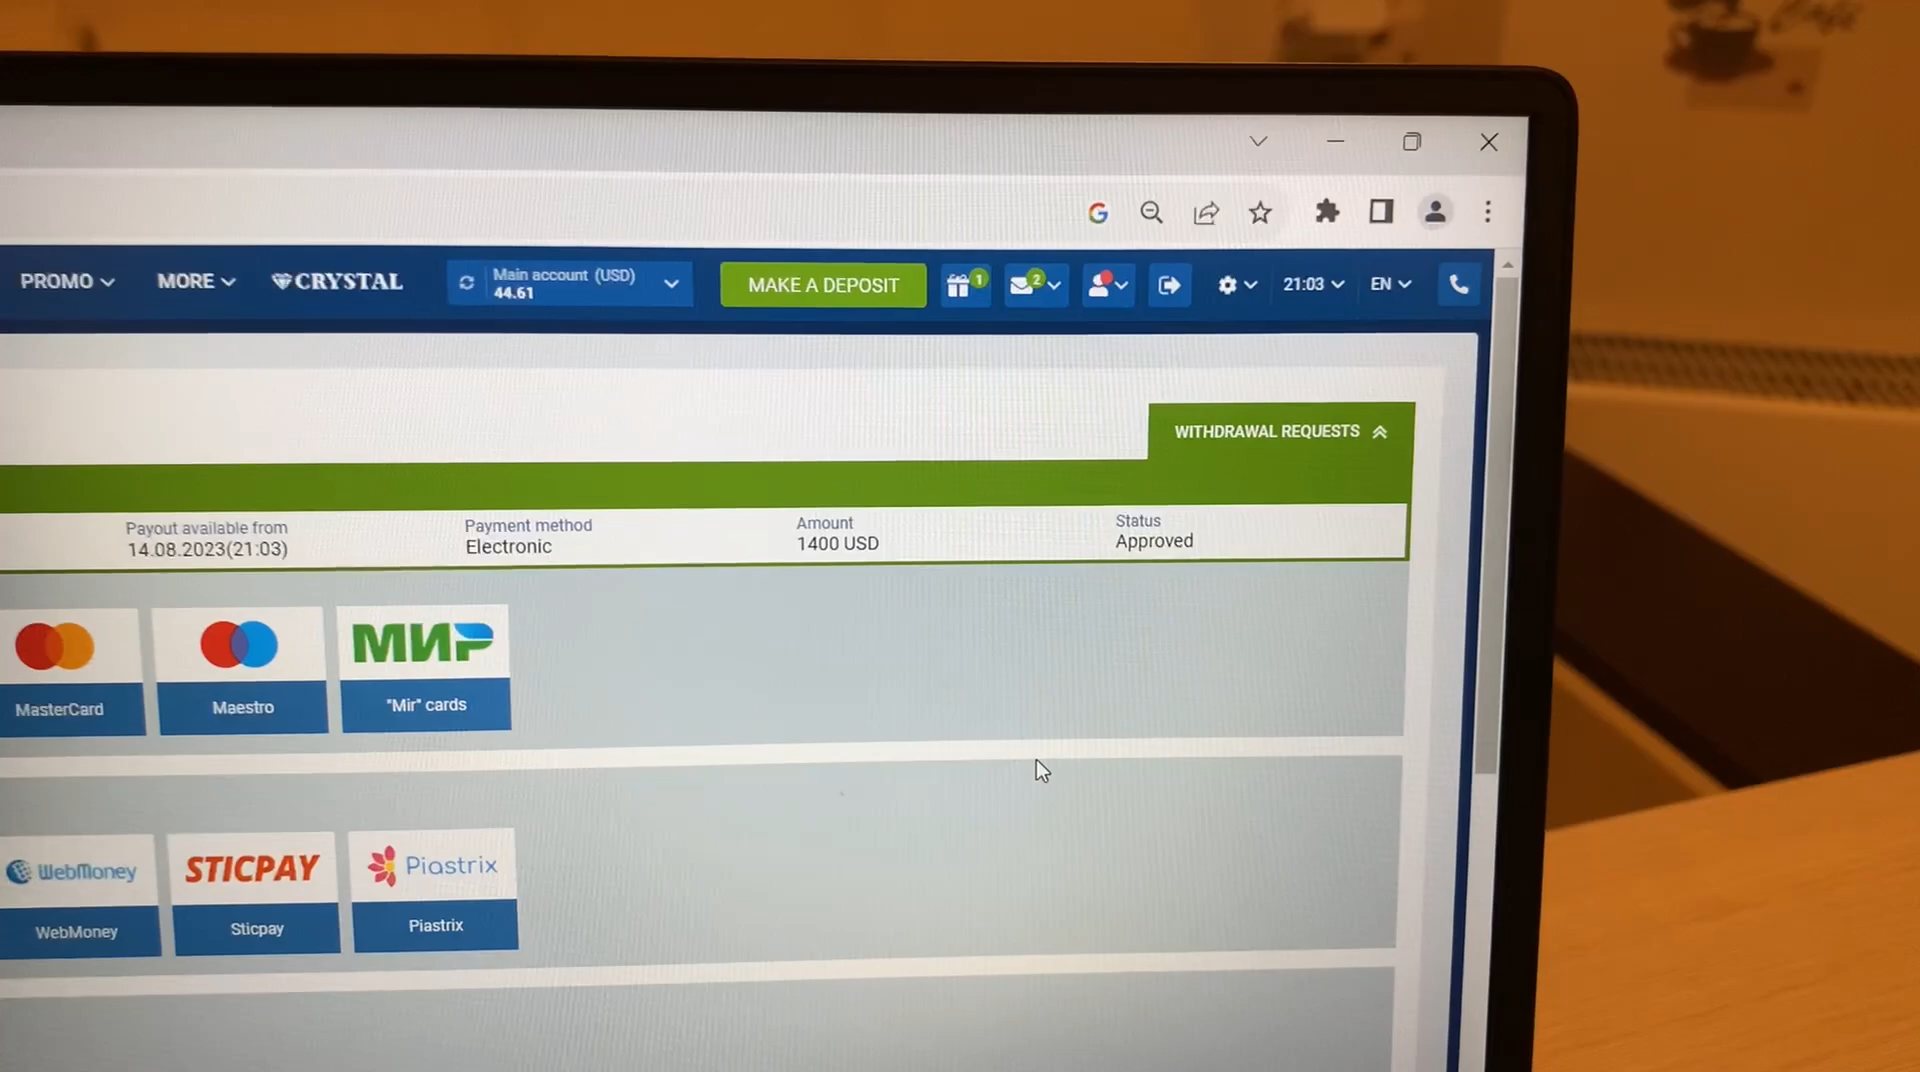 Café
PROMO
MORE
CRYSTAL
Main account (USD)
44.61
MAKE A DEPOSIT
1
2
21:03
EN
WITHDRAWAL REQUESTS
Payout available from
14.08.2023(21:03)
Payment method
Electronic
Amount
1400 USD
Status
Approved
МИР
MasterCard
Maestro
"Mir" cards
WebMoney
STICPAY
Piastrix
WebMoney
Sticpay
Piastrix